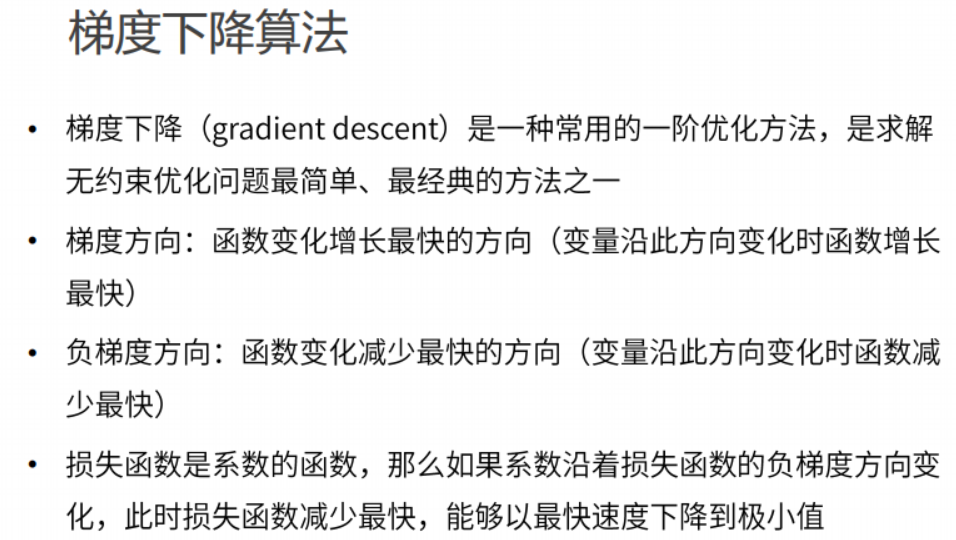 梯度下降算法
• 梯度下降（gradient descent）是一种常用的一阶优化方法，是求解
无约束优化问题最简单、最经典的方法之一
• 梯度方向：函数变化增长最快的方向（变量沿此方向变化时函数增长
最快）
• 负梯度方向：函数变化减少最快的方向（变量沿此方向变化时函数减
少最快）
• 损失函数是系数的函数，那么如果系数沿着损失函数的负梯度方向变
化，此时损失函数减少最快，能够以最快速度下降到极小值